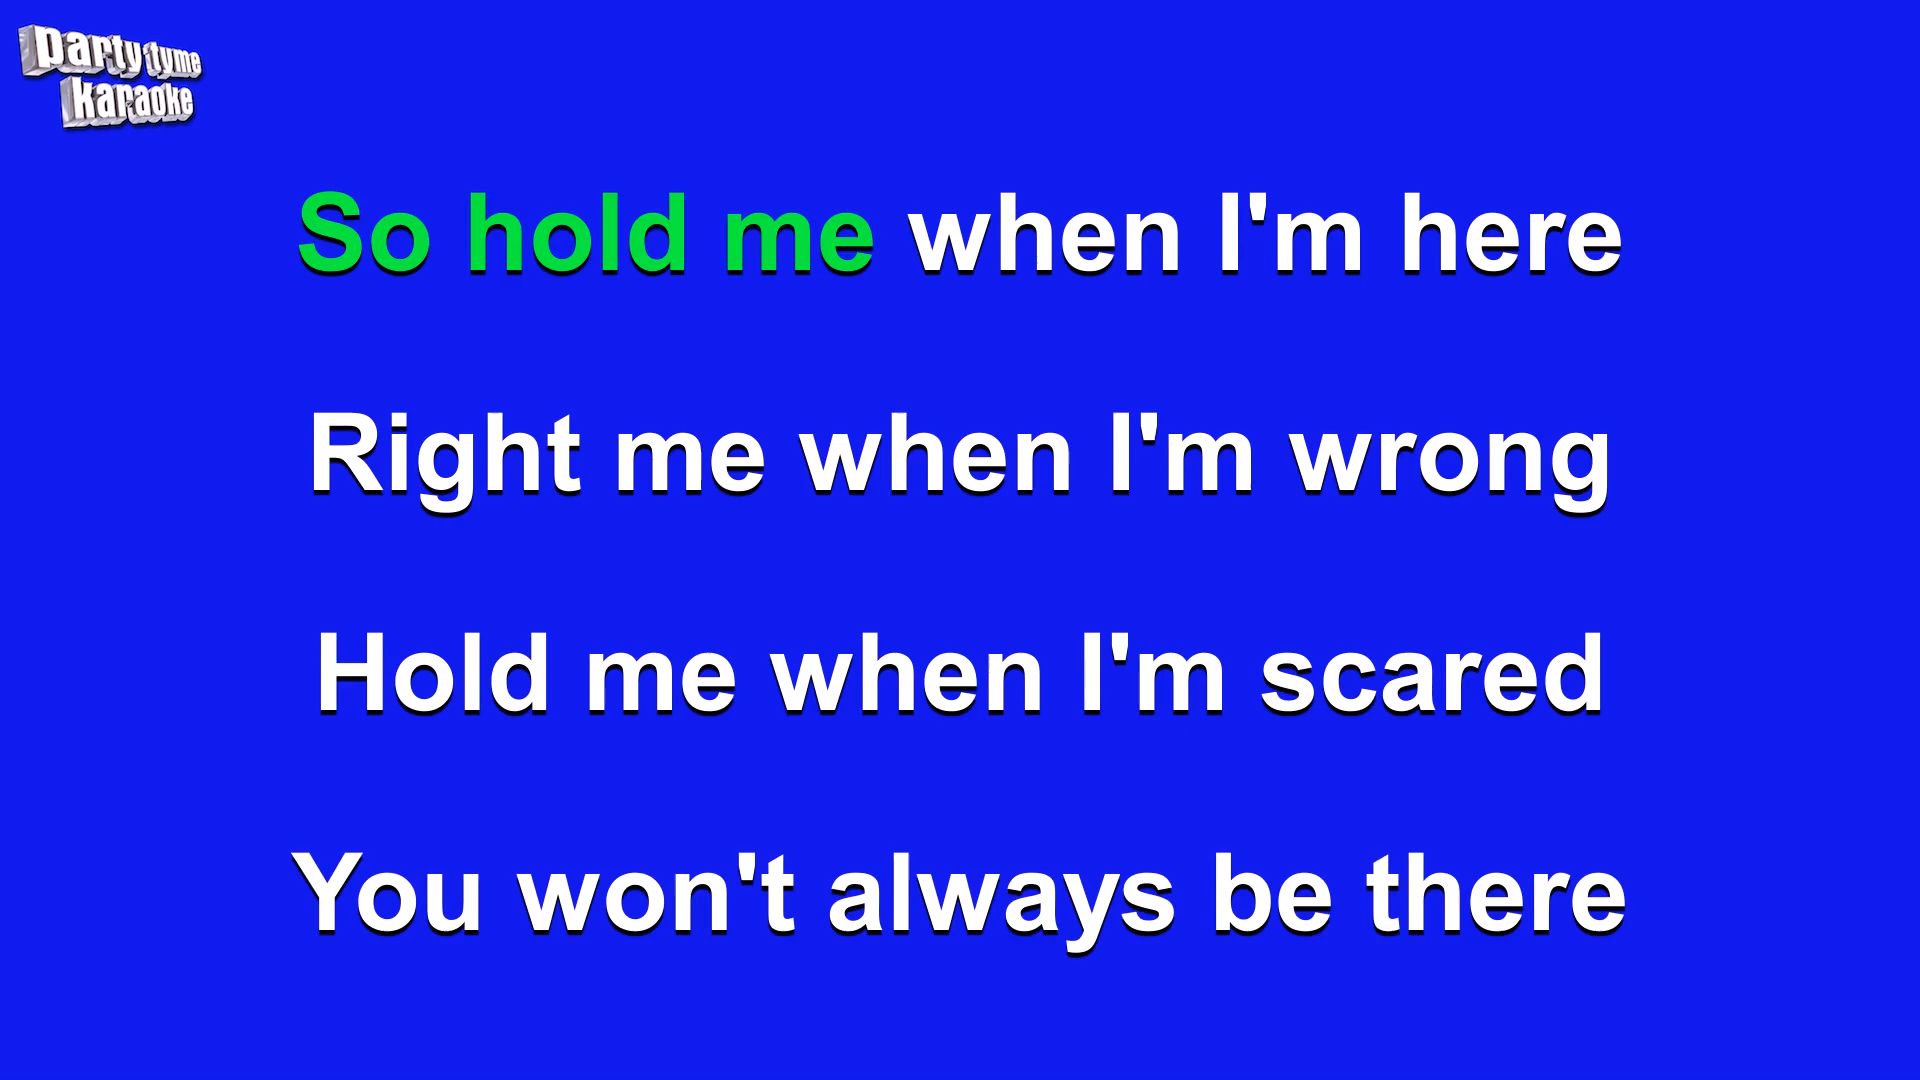 party tyme
karaoke
So hold me when I'm here
Right me when I'm wrong
Hold me when I'm scared
You won't always be there